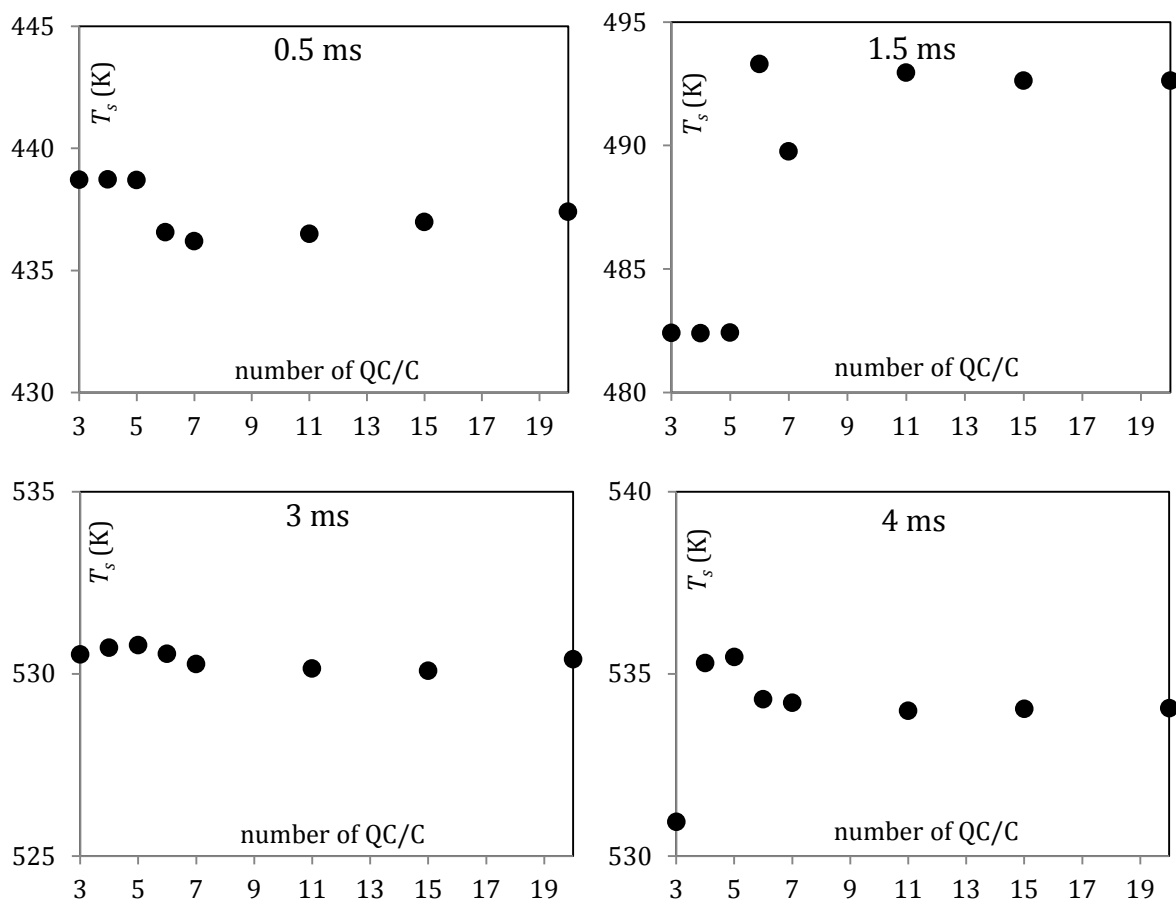 0.5 ms
T_s (K)
445
440
435
430
number of QC/C
3 5 7 9 11 13 15 17 19
1.5 ms
T_s (K)
495
490
485
480
number of QC/C
3 5 7 9 11 13 15 17 19
3 ms
T_s (K)
535
530
525
number of QC/C
3 5 7 9 11 13 15 17 19
4 ms
T_s (K)
540
535
530
number of QC/C
3 5 7 9 11 13 15 17 19